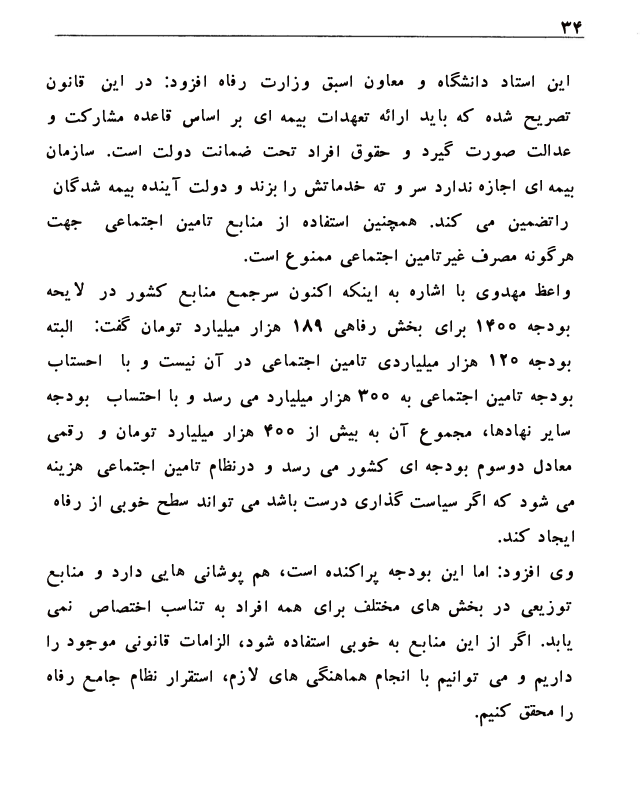 ۳۴
این استاد دانشگاه و معاون اسبق وزارت رفاه افزود: در این قانون
تصریح شده که باید ارائه تعهدات بیمه ای بر اساس قاعده مشارکت و
عدالت صورت گیرد و حقوق افراد تحت ضمانت دولت است. سازمان
بیمه ای اجازه ندارد سر و ته خدماتش را بزند و دولت آینده بیمه شدگان
راتضمین می کند. همچنین استفاده از منابع تامین اجتماعی جهت
هرگونه مصرف غیرتامین اجتماعی ممنوع است.
واعظ مهدوی با اشاره به اینکه اکنون سرجمع منابع کشور در لایحه
بودجه ۱۴۰۰ برای بخش رفاهی ۱۸۹ هزار میلیارد تومان گفت: البته
بودجه ۱۲۰ هزار میلیاردی تامین اجتماعی در آن نیست و با احستاب
بودجه تامین اجتماعی به ۳۰۰ هزار میلیارد می رسد و با احتساب بودجه
سایر نهادها، مجموع آن به بیش از ۴۰۰ هزار میلیارد تومان و رقمی
معادل دوسوم بودجه ای کشور می رسد و درنظام تامین اجتماعی هزینه
می شود که اگر سیاست گذاری درست باشد می تواند سطح خوبی از رفاه
ایجاد کند.
وی افزود: اما این بودجه پراکنده است، هم پوشانی هایی دارد و منابع
توزیعی در بخش های مختلف برای همه افراد به تناسب اختصاص نمی
یابد. اگر از این منابع به خوبی استفاده شود، الزامات قانونی موجود را
داریم و می توانیم با انجام هماهنگی های لازم، استقرار نظام جامع رفاه
را محقق کنیم.